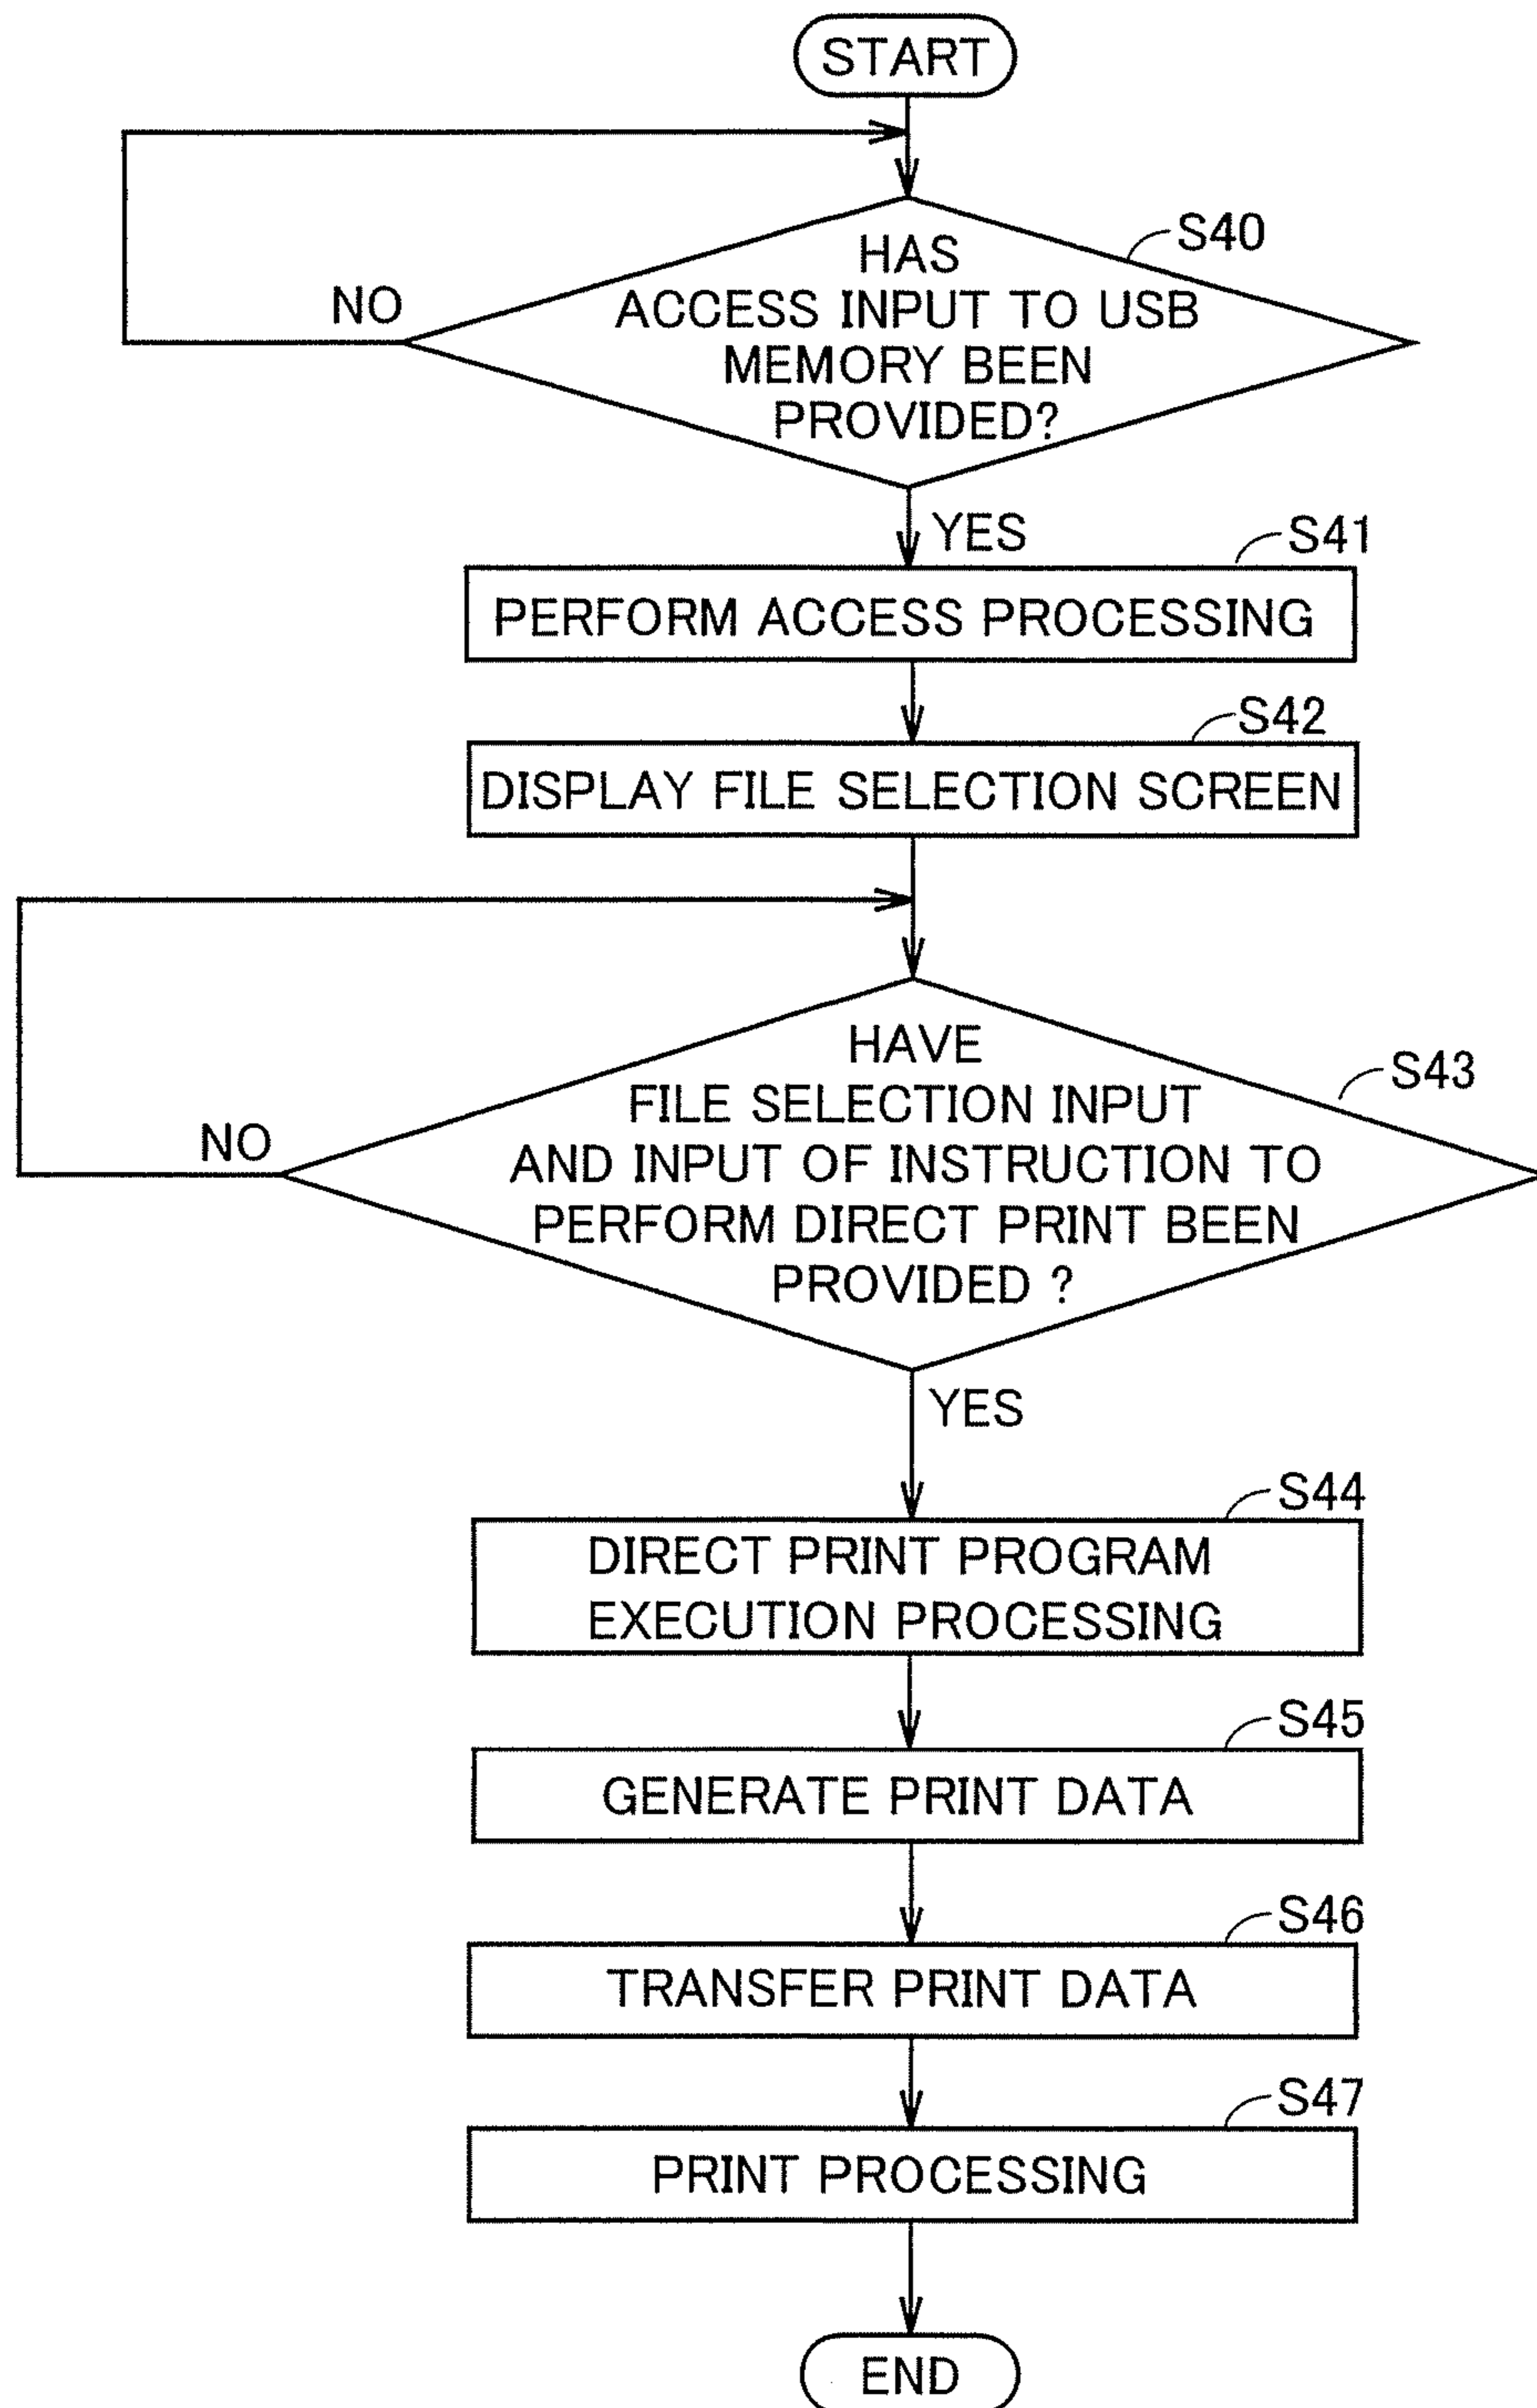 START
S40
HAS
NO
ACCESS INPUT TO USB
MEMORY BEEN
PROVIDED?
YES
S41
PERFORM ACCESS PROCESSING
S42
DISPLAY FILE SELECTION SCREEN
HAVE
S43
FILE SELECTION INPUT
NO
AND INPUT OF INSTRUCTION TO
PERFORM DIRECT PRINT BEEN
PROVIDED ?
YES
S44
DIRECT PRINT PROGRAM
EXECUTION PROCESSING
S45
GENERATE PRINT DATA
S46
TRANSFER PRINT DATA
S47
PRINT PROCESSING
END